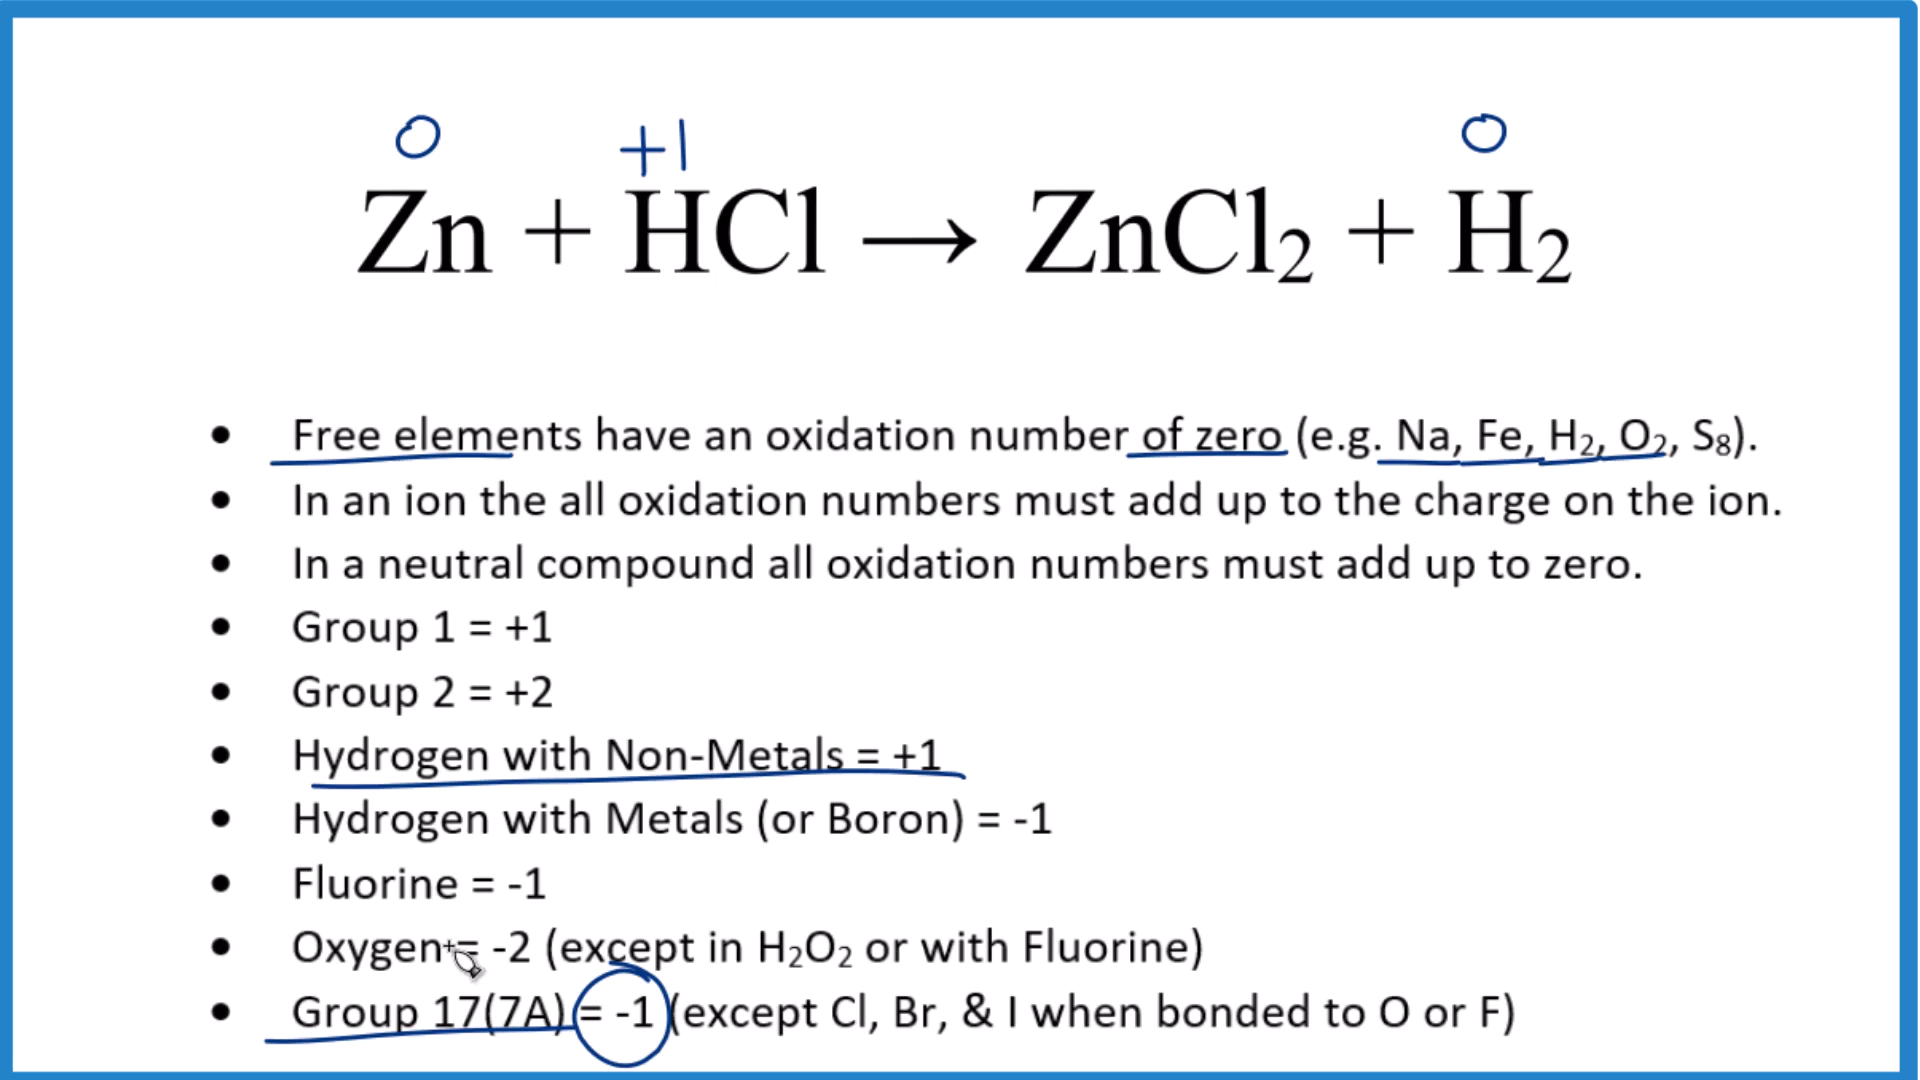 0 +1 0
Zn + HCl → ZnCl₂ + H₂
• Free elements have an oxidation number of zero (e.g. Na, Fe, H₂, O₂, S₈).
• In an ion the all oxidation numbers must add up to the charge on the ion.
• In a neutral compound all oxidation numbers must add up to zero.
• Group 1 = +1
• Group 2 = +2
• Hydrogen with Non-Metals = +1
• Hydrogen with Metals (or Boron) = -1
• Fluorine = -1
• Oxygen = -2 (except in H₂O₂ or with Fluorine)
• Group 17(7A) = -1 (except Cl, Br, & I when bonded to O or F)